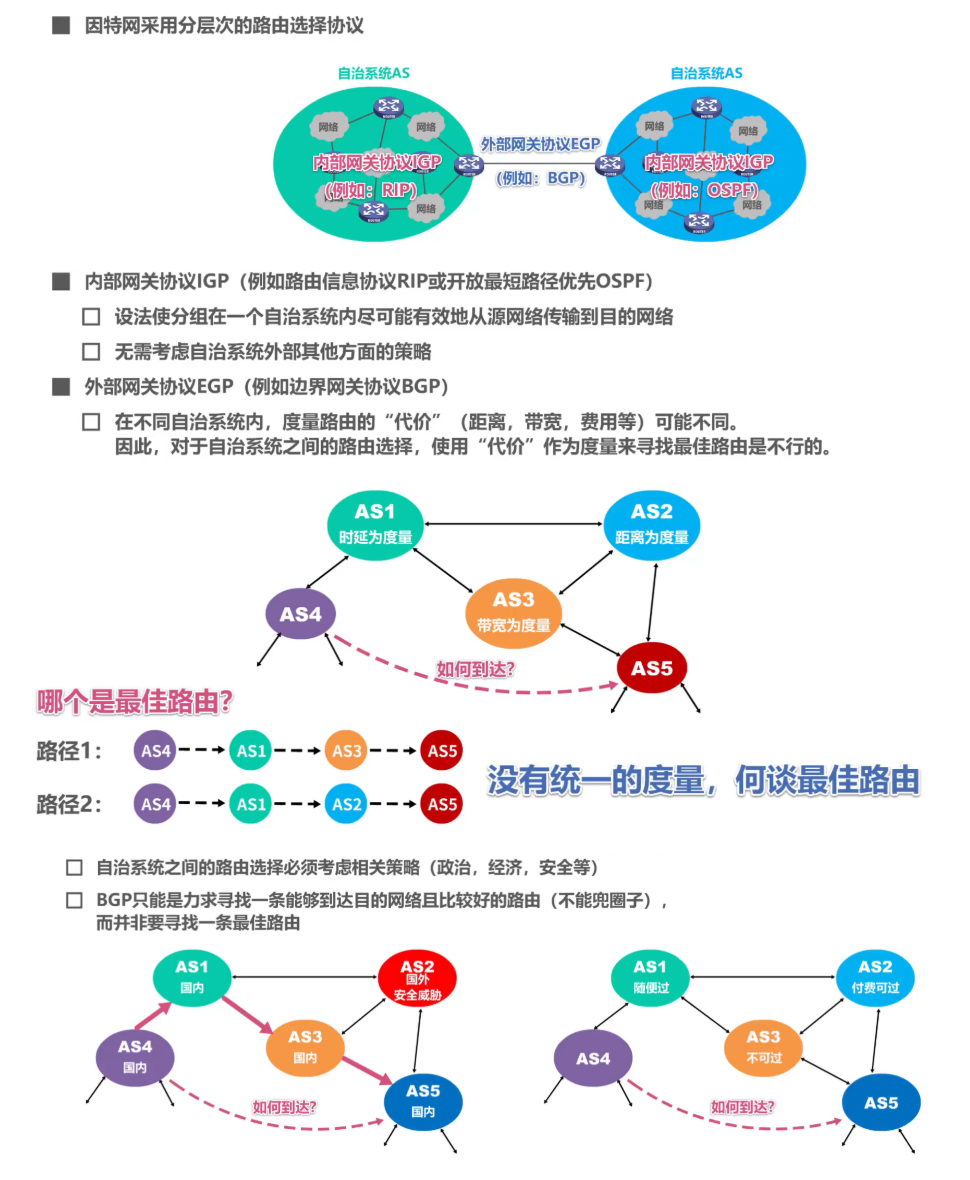 因特网采用分层次的路由选择协议
自治系统AS
自治系统AS
网络
网络
网络
网络
ROUTER
内部网关协议IGP
(例如：RIP)
网络
ROUTER
ROUTER
外部网关协议EGP
(例如：BGP)
ROUTER
网络
网络
ROUTER
内部网关协议IGP
(例如：OSPF)
网络
网络
ROUTER
内部网关协议IGP（例如路由信息协议RIP或开放最短路径优先OSPF）
设法使分组在一个自治系统内尽可能有效地从源网络传输到目的网络
无需考虑自治系统外部其他方面的策略
外部网关协议EGP（例如边界网关协议BGP）
在不同自治系统内，度量路由的“代价”（距离，带宽，费用等）可能不同。
因此，对于自治系统之间的路由选择，使用“代价”作为度量来寻找最佳路由是不行的。
AS1
时延为度量
AS2
距离为度量
AS3
带宽为度量
AS4
AS5
如何到达?
哪个是最佳路由?
路径1： AS4 AS1 AS3 AS5
路径2： AS4 AS1 AS2 AS5
没有统一的度量，何谈最佳路由
自治系统之间的路由选择必须考虑相关策略（政治，经济，安全等）
BGP只能是力求寻找一条能够到达目的网络且比较好的路由（不能兜圈子），
而并非要寻找一条最佳路由
AS1
国内
AS2
国外
安全威胁
AS3
国内
AS4
国内
AS5
国内
如何到达?
AS1
随便过
AS2
付费可过
AS3
不可过
AS4
AS5
如何到达?